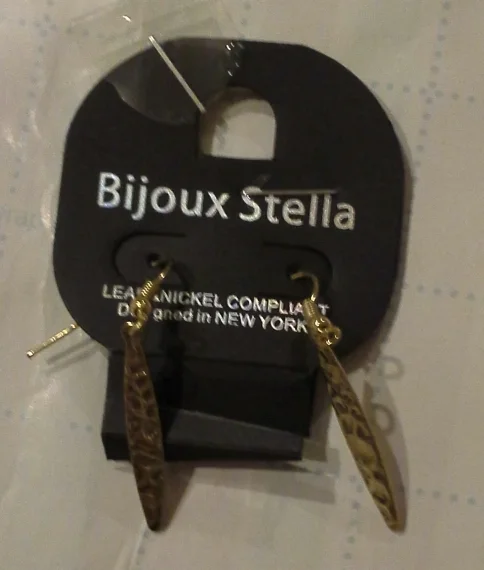 Bijoux Stella
NICKEL COMPLIANT
in NEW YORK